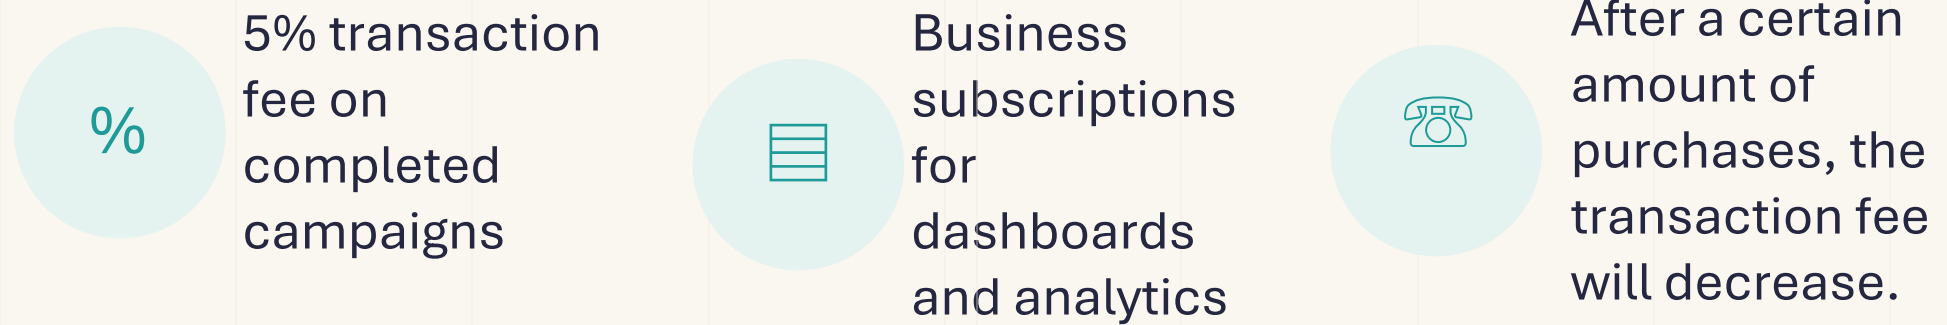 %
5% transaction
fee on
completed
campaigns
Business
subscriptions
for
dashboards
and analytics
After a certain
amount of
purchases, the
transaction fee
will decrease.